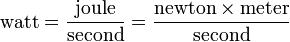 watt = joule / second = newton × meter / second